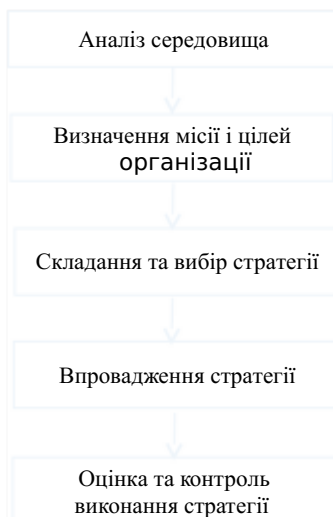 Аналіз середовища
Визначення місії і цілей
організації
Складання та вибір стратегії
Впровадження стратегії
Оцінка та контроль
виконання стратегії